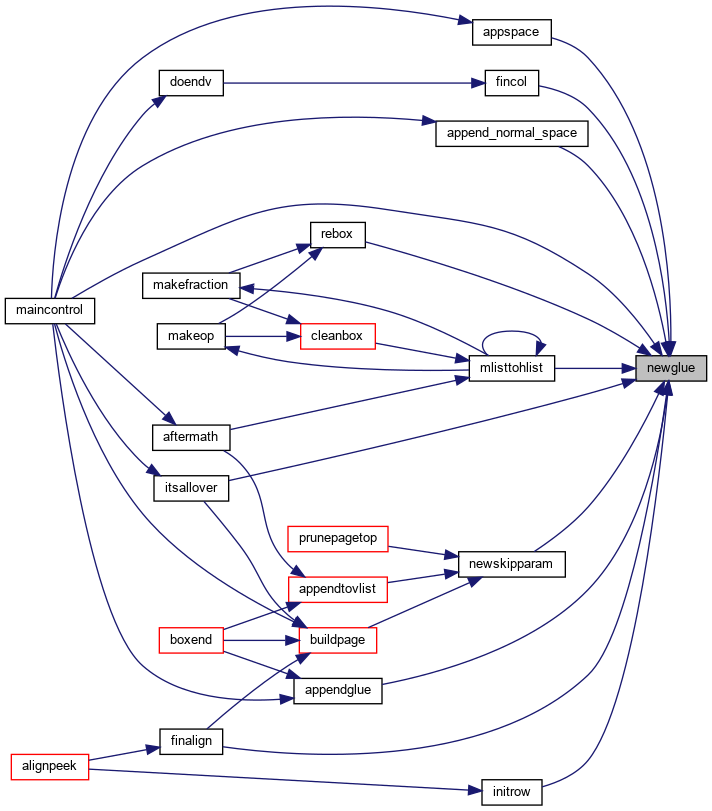 appspace
doendv
fincol
append_normal_space
rebox
makefraction
maincontrol
makeop
cleanbox
mlisttohlist
newglue
aftermath
itsallover
prunepagetop
newskipparam
appendtovlist
boxend
buildpage
appendglue
finalign
alignpeek
initrow